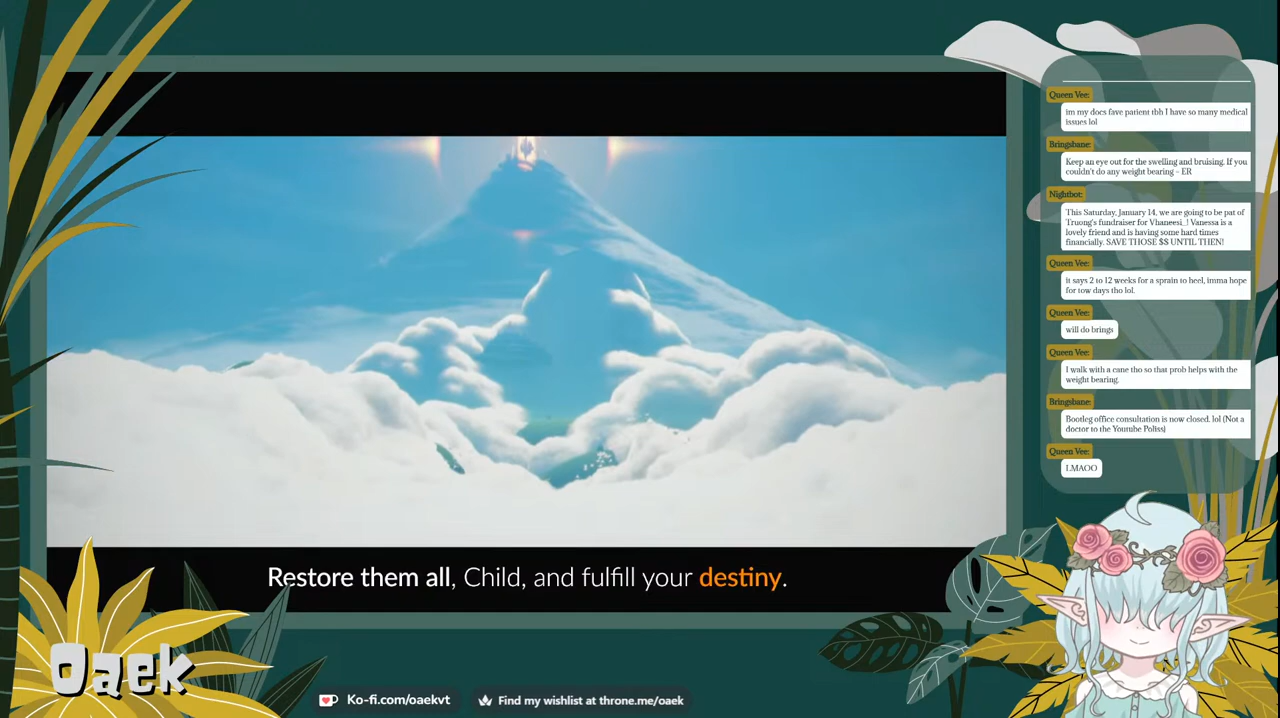 Queen Vee:
im my docs fave patient tbh I have so many medical
issues lol
Bringsbane:
Keep an eye out for the swelling and bruising. If you
couldn't do any weight bearing - ER
Nightbot:
This Saturday, January 14, we are going to be pat of
Truong's fundraiser for Vhaneesi_! Vanessa is a
lovely friend and is having some hard times
financially. SAVE THOSE $$ UNTIL THEN!
Queen Vee:
it says 2 to 12 weeks for a sprain to heel, imma hope
for tow days tho lol.
Queen Vee:
will do brings
Queen Vee:
I walk with a cane tho so that prob helps with the
weight bearing.
Bringsbane:
Bootleg office consultation is now closed. lol (Not a
doctor to the Youtube Poliss)
Queen Vee:
LMAOO
Restore them all, Child, and fulfill your destiny.
Oaek
Ko-fi.com/oaekvt
Find my wishlist at throne.me/oaek